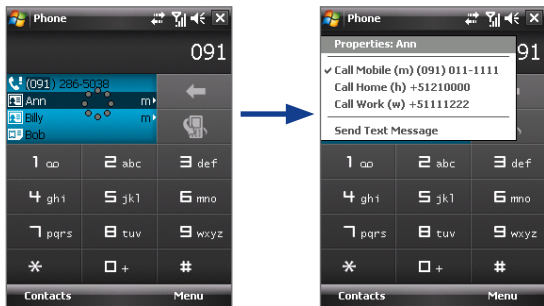 Phone
091
(091) 286-5038
Ann m
Billy m
Bob
1
2 abc
3 def
4 ghi
5 jkl
6 mno
7 pqrs
8 tuv
9 wxyz
*
0 +
#
Contacts Menu
Phone
91
Properties: Ann
Call Mobile (m) (091) 011-1111
Call Home (h) +51210000
Call Work (w) +51111222
Send Text Message
1
2 abc
3 def
4 ghi
5 jkl
6 mno
7 pqrs
8 tuv
9 wxyz
*
0 +
#
Contacts Menu